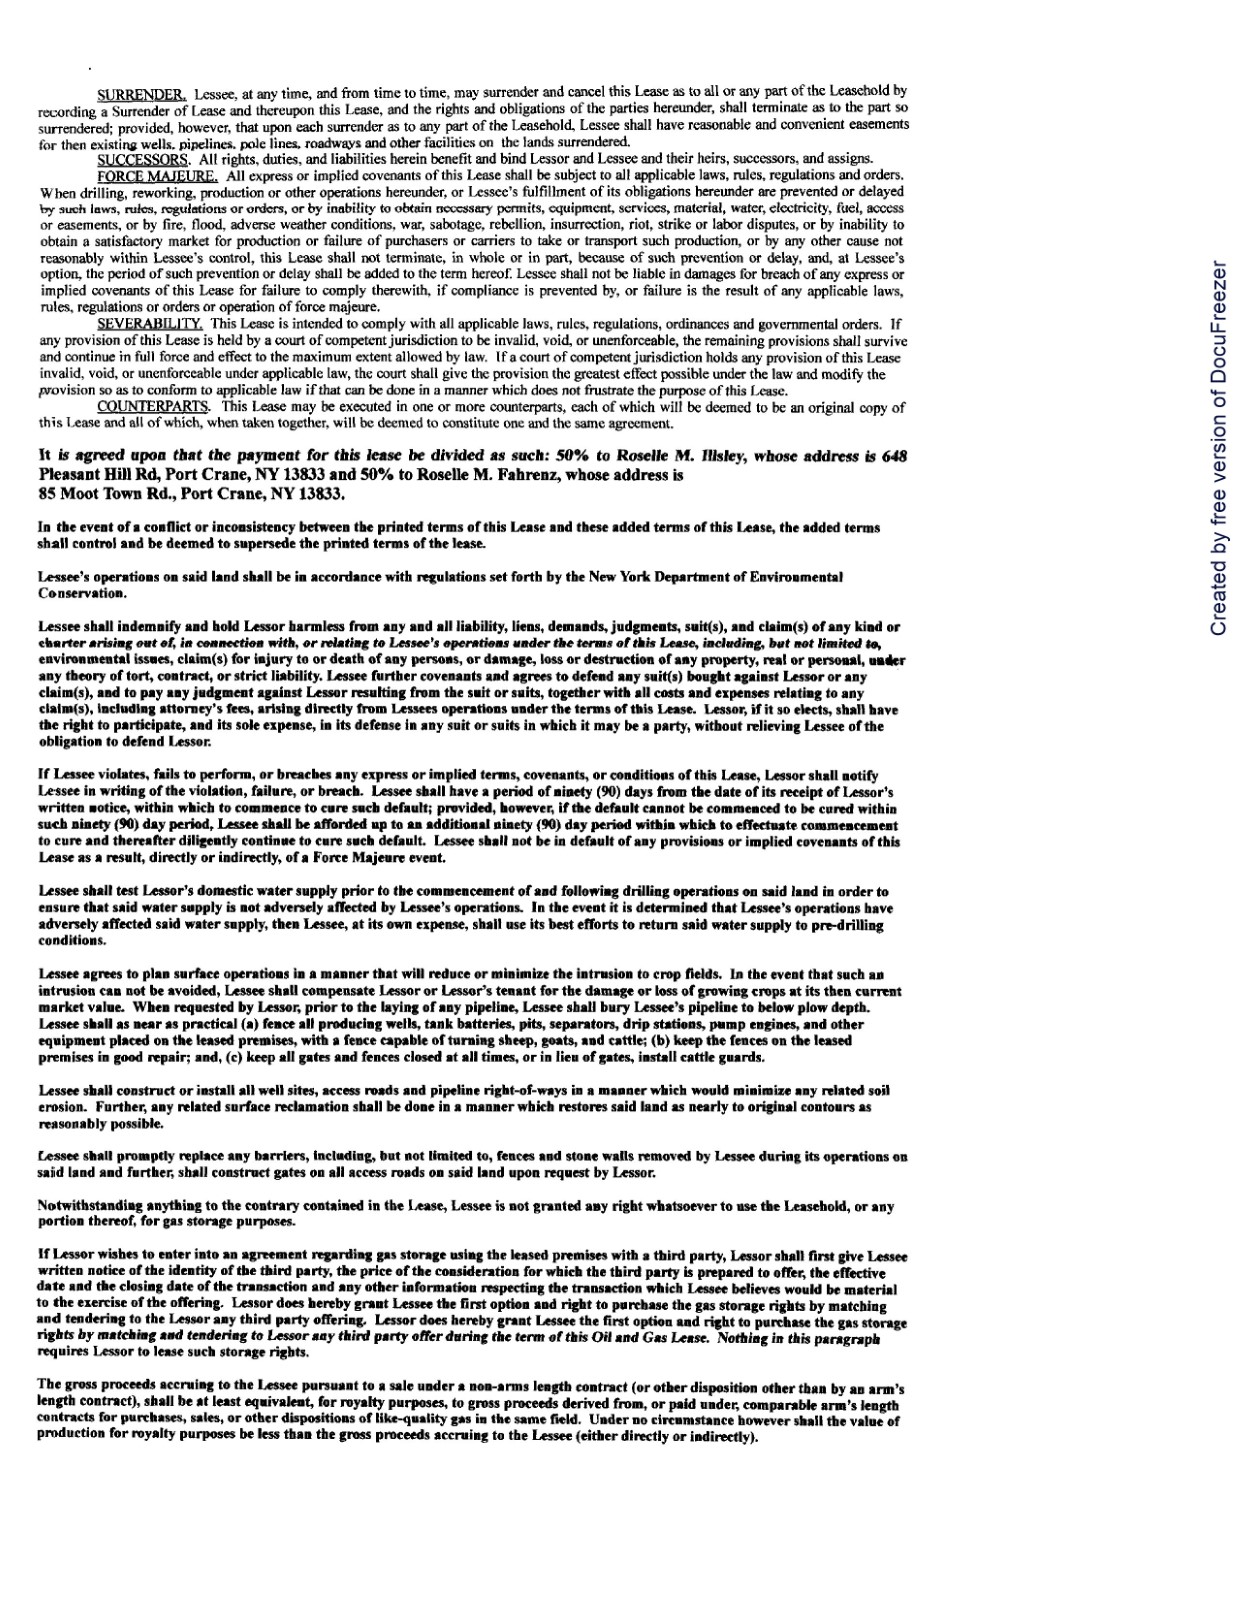 SURRENDER. Lessee, at any time, and from time to time, may surrender and cancel this Lease as to all or any part of the Leasehold by
recording a Surrender of Lease and thereupon this Lease, and the rights and obligations of the parties hereunder, shall terminate as to the part so
surrendered; provided, however, that upon each surrender as to any part of the Leasehold, Lessee shall have reasonable and convenient easements
for then existing wells, pipelines, pole lines, roadways and other facilities on the lands surrendered.
SUCCESSORS. All rights, duties, and liabilities herein benefit and bind Lessor and Lessee and their heirs, successors, and assigns.
FORCE MAJEURE. All express or implied covenants of this Lease shall be subject to all applicable laws, rules, regulations and orders.
When drilling, reworking, production or other operations hereunder, or Lessee's fulfillment of its obligations hereunder are prevented or delayed
by such laws, rules, regulations or orders, or by inability to obtain necessary permits, equipment, services, material, water, electricity, fuel, access
or easements, or by fire, flood, adverse weather conditions, war, sabotage, rebellion, insurrection, riot, strike or labor disputes, or by inability to
obtain a satisfactory market for production or failure of purchasers or carriers to take or transport such production, or by any other cause not
reasonably within Lessee's control, this Lease shall not terminate, in whole or in part, because of such prevention or delay, and, at Lessee's
option, the period of such prevention or delay shall be added to the term hereof. Lessee shall not be liable in damages for breach of any express or
implied covenants of this Lease for failure to comply therewith, if compliance is prevented by, or failure is the result of any applicable laws,
rules, regulations or orders or operation of force majeure.
SEVERABILITY. This Lease is intended to comply with all applicable laws, rules, regulations, ordinances and governmental orders. If
any provision of this Lease is held by a court of competent jurisdiction to be invalid, void, or unenforceable, the remaining provisions shall survive
and continue in full force and effect to the maximum extent allowed by law. If a court of competent jurisdiction holds any provision of this Lease
invalid, void, or unenforceable under applicable law, the court shall give the provision the greatest effect possible under the law and modify the
provision so as to conform to applicable law if that can be done in a manner which does not frustrate the purpose of this Lease.
COUNTERPARTS. This Lease may be executed in one or more counterparts, each of which will be deemed to be an original copy of
this Lease and all of which, when taken together, will be deemed to constitute one and the same agreement.
It is agreed upon that the payment for this lease be divided as such: 50% to Roselle M. Illsley, whose address is 648
Pleasant Hill Rd, Port Crane, NY 13833 and 50% to Roselle M. Fahrenz, whose address is
85 Moot Town Rd., Port Crane, NY 13833.
In the event of a conflict or inconsistency between the printed terms of this Lease and these added terms of this Lease, the added terms
shall control and be deemed to supersede the printed terms of the lease.
Lessee's operations on said land shall be in accordance with regulations set forth by the New York Department of Environmental
Conservation.
Lessee shall indemnify and hold Lessor harmless from any and all liability, liens, demands, judgments, suit(s), and claim(s) of any kind or
charter arising out of, in connection with, or relating to Lessee's operations under the terms of this Lease, including, but not limited to,
environmental issues, claim(s) for injury to or death of any persons, or damage, loss or destruction of any property, real or personal, under
any theory of tort, contract, or strict liability. Lessee further covenants and agrees to defend any suit(s) bought against Lessor or any
claim(s), and to pay any judgment against Lessor resulting from the suit or suits, together with all costs and expenses relating to any
claim(s), including attorney's fees, arising directly from Lessees operations under the terms of this Lease. Lessor, if it so elects, shall have
the right to participate, and its sole expense, in its defense in any suit or suits in which it may be a party, without relieving Lessee of the
obligation to defend Lessor.
If Lessee violates, fails to perform, or breaches any express or implied terms, covenants, or conditions of this Lease, Lessor shall notify
Lessee in writing of the violation, failure, or breach. Lessee shall have a period of ninety (90) days from the date of its receipt of Lessor's
written notice, within which to commence to cure such default; provided, however, if the default cannot be commenced to be cured within
such ninety (90) day period, Lessee shall be afforded up to an additional ninety (90) day period within which to effectuate commencement
to cure and thereafter diligently continue to cure such default. Lessee shall not be in default of any provisions or implied covenants of this
Lease as a result, directly or indirectly, of a Force Majeure event.
Lessee shall test Lessor's domestic water supply prior to the commencement of and following drilling operations on said land in order to
ensure that said water supply is not adversely affected by Lessee's operations. In the event it is determined that Lessee's operations have
adversely affected said water supply, then Lessee, at its own expense, shall use its best efforts to return said water supply to pre-drilling
conditions.
Lessee agrees to plan surface operations in a manner that will reduce or minimize the intrusion to crop fields. In the event that such an
intrusion can not be avoided, Lessee shall compensate Lessor or Lessor's tenant for the damage or loss of growing crops at its then current
market value. When requested by Lessor, prior to the laying of any pipeline, Lessee shall bury Lessee's pipeline to below plow depth.
Lessee shall as near as practical (a) fence all producing wells, tank batteries, pits, separators, drip stations, pump engines, and other
equipment placed on the leased premises, with a fence capable of turning sheep, goats, and cattle; (b) keep the fences on the leased
premises in good repair; and, (c) keep all gates and fences closed at all times, or in lieu of gates, install cattle guards.
Lessee shall construct or install all well sites, access roads and pipeline right-of-ways in a manner which would minimize any related soil
erosion. Further, any related surface reclamation shall be done in a manner which restores said land as nearly to original contours as
reasonably possible.
Lessee shall promptly replace any barriers, including, but not limited to, fences and stone walls removed by Lessee during its operations on
said land and further, shall construct gates on all access roads on said land upon request by Lessor.
Notwithstanding anything to the contrary contained in the Lease, Lessee is not granted any right whatsoever to use the Leasehold, or any
portion thereof, for gas storage purposes.
If Lessor wishes to enter into an agreement regarding gas storage using the leased premises with a third party, Lessor shall first give Lessee
written notice of the identity of the third party, the price of the consideration for which the third party is prepared to offer, the effective
date and the closing date of the transaction and any other information respecting the transaction which Lessee believes would be material
to the exercise of the offering. Lessor does hereby grant Lessee the first option and right to purchase the gas storage rights by matching
and tendering to the Lessor any third party offering. Lessor does hereby grant Lessee the first option and right to purchase the gas storage
rights by matching and tendering to Lessor any third party offer during the term of this Oil and Gas Lease. Nothing in this paragraph
requires Lessor to lease such storage rights.
The gross proceeds accruing to the Lessee pursuant to a sale under a non-arms length contract (or other disposition other than by an arm's
length contract), shall be at least equivalent, for royalty purposes, to gross proceeds derived from, or paid under, comparable arm's length
contracts for purchases, sales, or other dispositions of like-quality gas in the same field. Under no circumstance however shall the value of
production for royalty purposes be less than the gross proceeds accruing to the Lessee (either directly or indirectly).
Created by free version of DocuFreezer